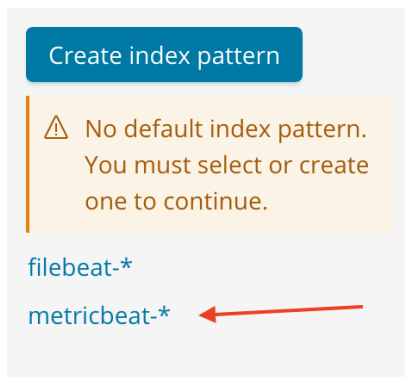 Create index pattern
No default index pattern.
You must select or create
one to continue.
filebeat-*
metricbeat-*